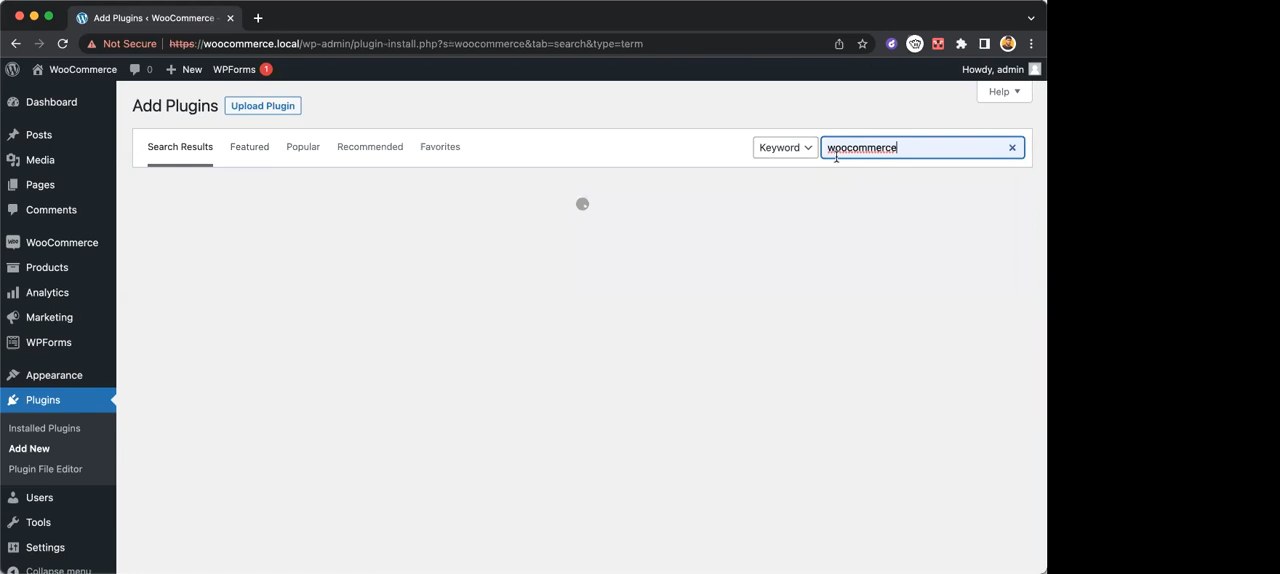 Add Plugins ‹ WooCommerce
Not Secure
https://woocommerce.local/wp-admin/plugin-install.php?s=woocommerce&tab=search&type=term
WooCommerce 0 New WPForms 1 Howdy, admin
Help
Add Plugins Upload Plugin
Search Results Featured Popular Recommended Favorites Keyword woocommerce
Dashboard
Posts
Media
Pages
Comments
WooCommerce
Products
Analytics
Marketing
WPForms
Appearance
Plugins
Installed Plugins
Add New
Plugin File Editor
Users
Tools
Settings
Collapse menu